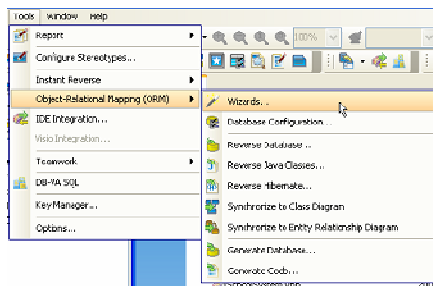 Tools Window Help
Report
100%
Configure Stereotypes...
Instant Reverse
Object-Relational Mapping (ORM)
Wizards...
IDE Integration...
Database Configuration...
Visio Integration...
Reverse Database...
Teamwork
Reverse Java Classes...
DB-VA SQL
Reverse Hibernate...
Key Manager...
Synchronize to Class Diagram
Options...
Synchronize to Entity Relationship Diagram
Generate Database...
Generate Code...